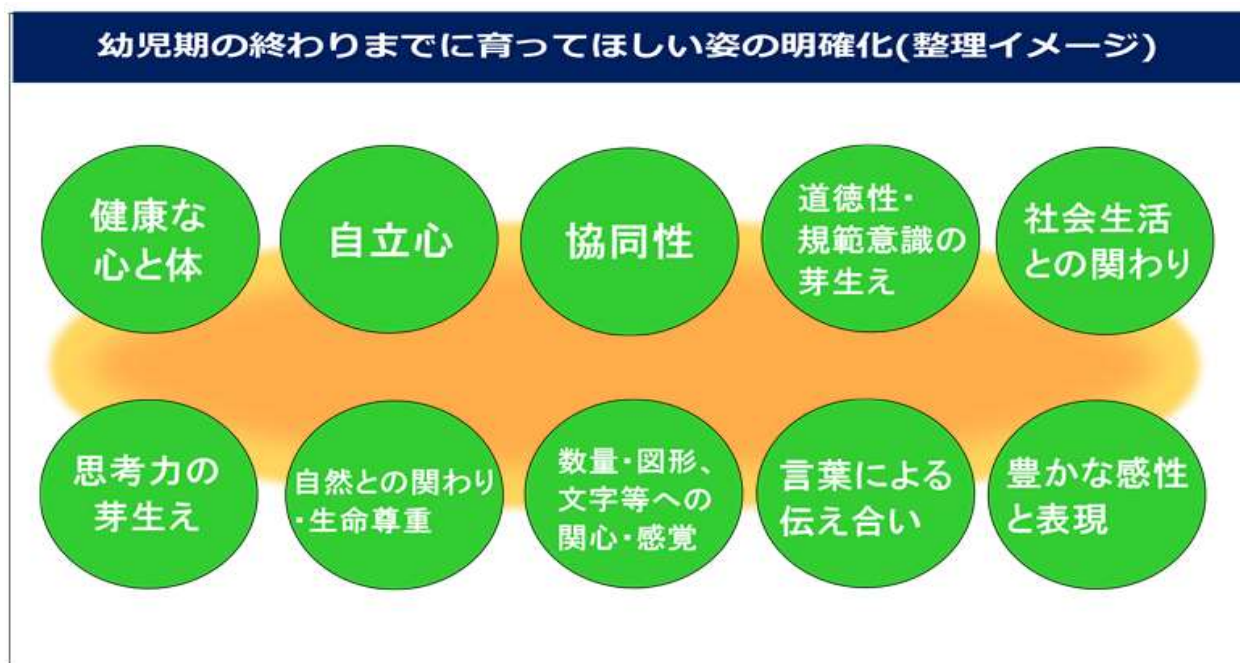 幼児期の終わりまでに育ってほしい姿の明確化(整理イメージ)
健康な
心と体
自立心
協同性
道徳性・
規範意識の
芽生え
社会生活
との関わり
思考力の
芽生え
自然との関わり
・生命尊重
数量・図形、
文字等への
関心・感覚
言葉による
伝え合い
豊かな感性
と表現